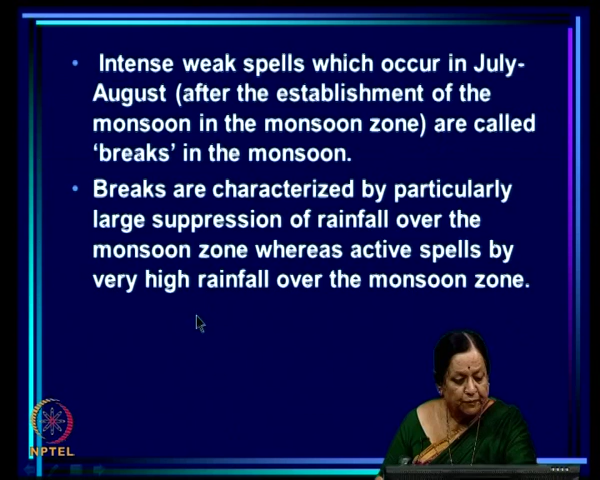 • Intense weak spells which occur in July-
August (after the establishment of the
monsoon in the monsoon zone) are called
‘breaks’ in the monsoon.
• Breaks are characterized by particularly
large suppression of rainfall over the
monsoon zone whereas active spells by
very high rainfall over the monsoon zone.
NPTEL